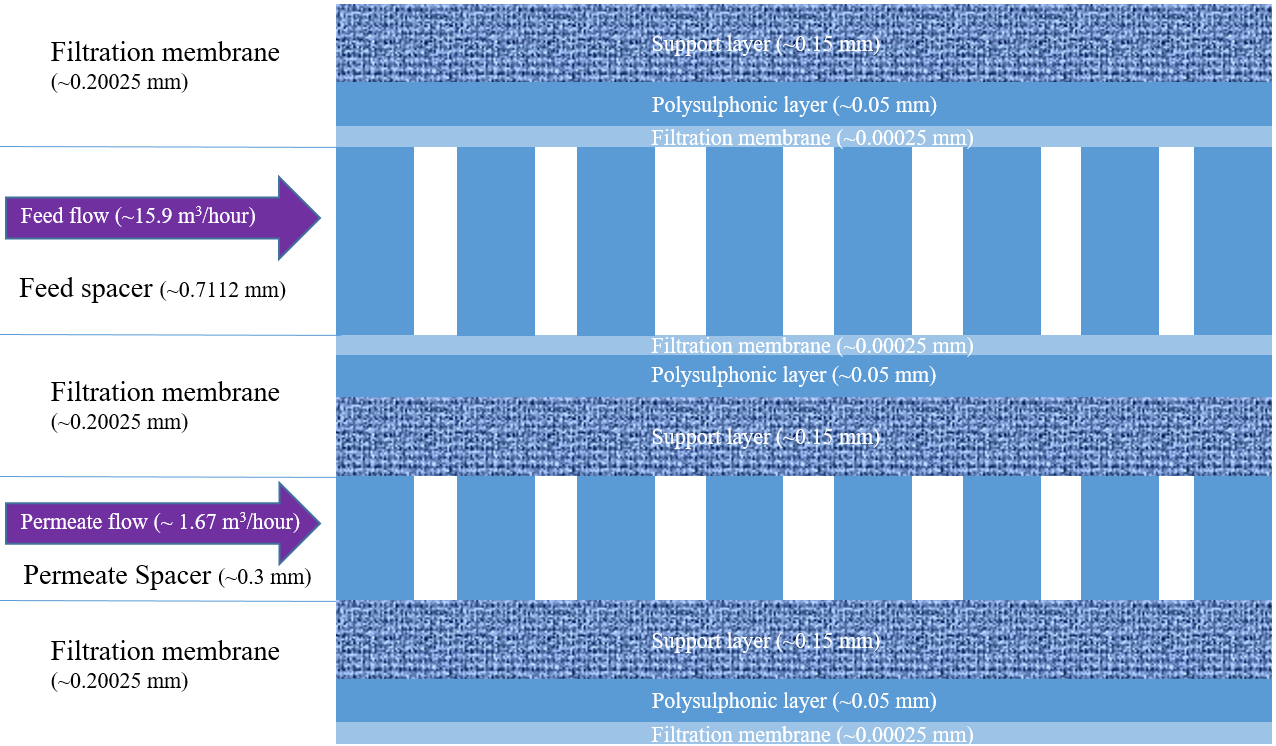 Filtration membrane
(~0.20025 mm)
Support layer (~0.15 mm)
Polysulphonic layer (~0.05 mm)
Filtration membrane (~0.00025 mm)
Feed flow (~15.9 m³/hour)
Feed spacer (~0.7112 mm)
Filtration membrane (~0.00025 mm)
Polysulphonic layer (~0.05 mm)
Filtration membrane
(~0.20025 mm)
Support layer (~0.15 mm)
Permeate flow (~ 1.67 m³/hour)
Permeate Spacer (~0.3 mm)
Support layer (~0.15 mm)
Filtration membrane
(~0.20025 mm)
Polysulphonic layer (~0.05 mm)
Filtration membrane (~0.00025 mm)